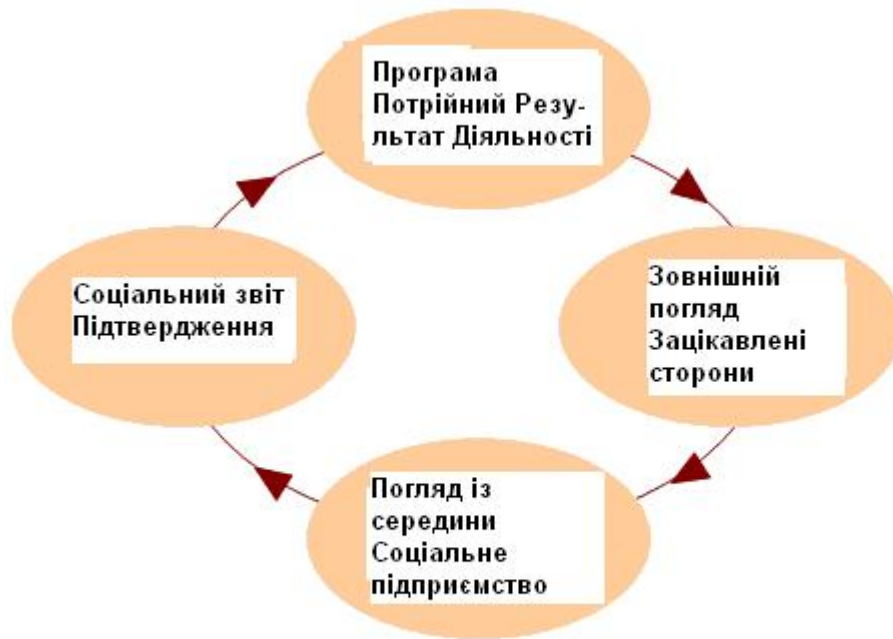 Програма
Потрійний Резу-
льтат Діяльності
Зовнішній
погляд
Зацікавлені
сторони
Погляд із
середини
Соціальне
підприємство
Соціальний звіт
Підтвердження